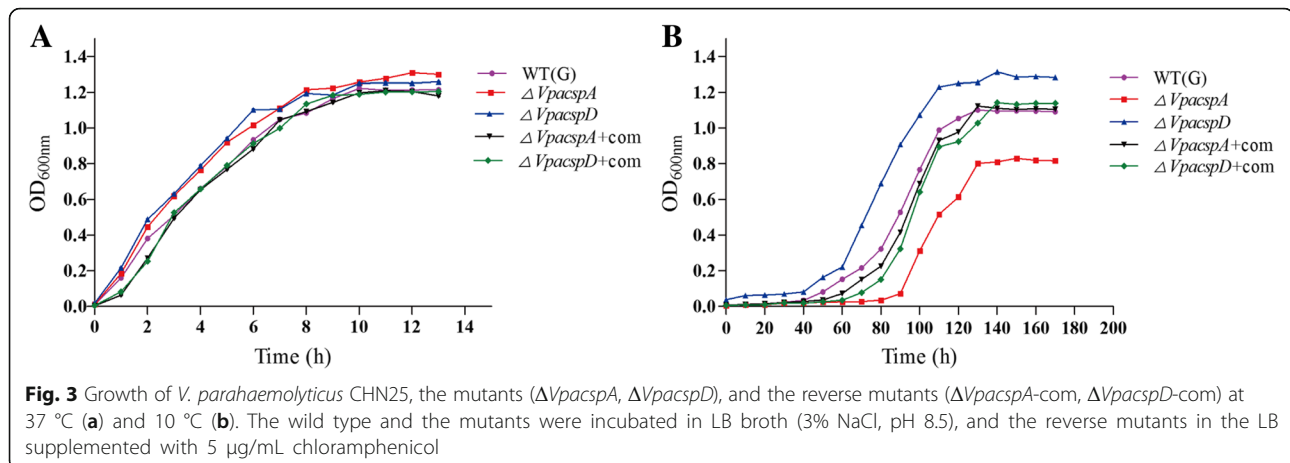 A
B
1.4
1.2
1.0
0.8
0.6
0.4
0.2
0.0
OD600nm
0 2 4 6 8 10 12 14
Time (h)
WT(G)
△ VpacspA
△ VpacspD
△ VpacspA+com
△ VpacspD+com
1.4
1.2
1.0
0.8
0.6
0.4
0.2
0.0
OD600nm
0 20 40 60 80 100 120 140 160 180 200
Time (h)
WT(G)
△ VpacspA
△ VpacspD
△ VpacspA+com
△ VpacspD+com
Fig. 3 Growth of V. parahaemolyticus CHN25, the mutants (ΔVpacspA, ΔVpacspD), and the reverse mutants (ΔVpacspA-com, ΔVpacspD-com) at
37 °C (a) and 10 °C (b). The wild type and the mutants were incubated in LB broth (3% NaCl, pH 8.5), and the reverse mutants in the LB
supplemented with 5 μg/mL chloramphenicol